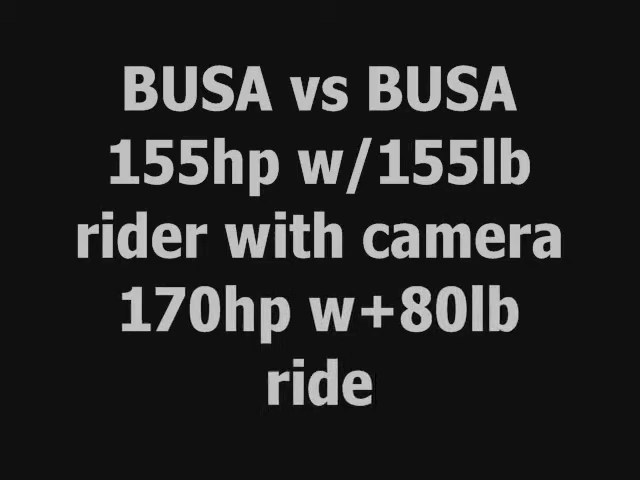 BUSA vs BUSA
155hp w/155lb
rider with camera
170hp w+80lb
ride